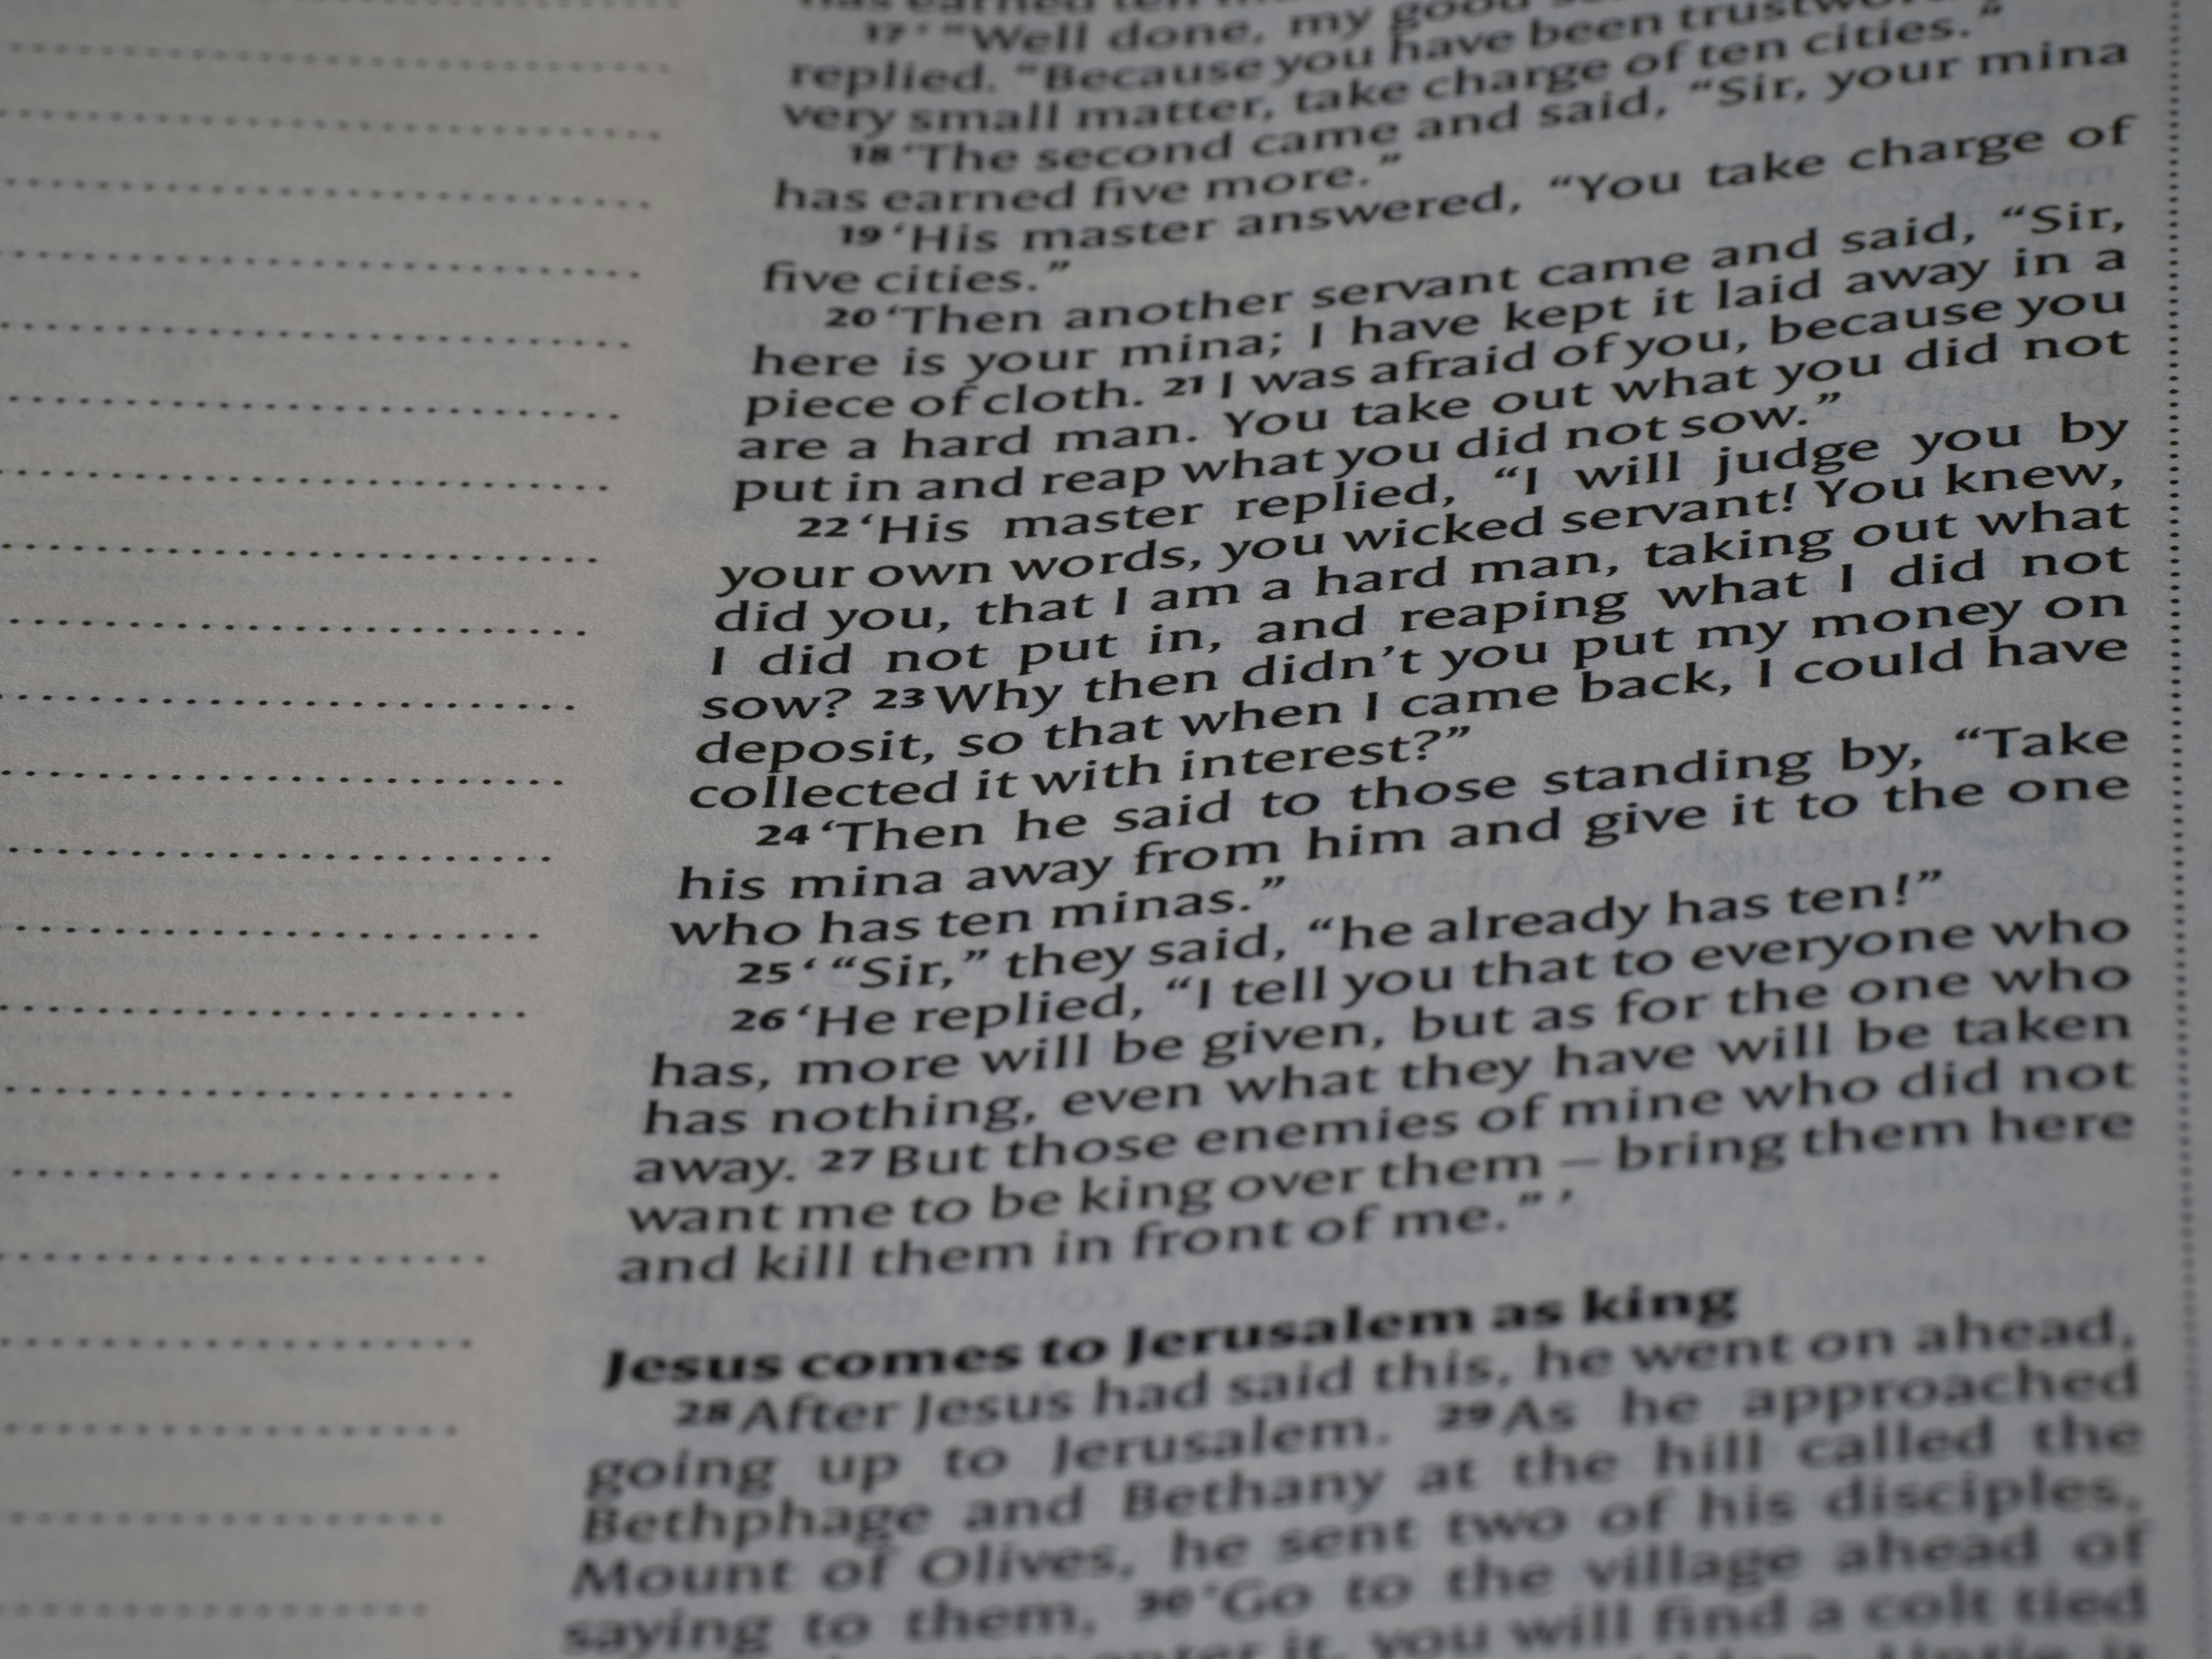 17 ‘ “Well done, my good
replied. “Because you have been
very small matter, take charge of ten cities.”
18 ‘The second came and said, “Sir, your mina
has earned five more.”
19 ‘His master answered, “You take charge of
five cities.”
20 ‘Then another servant came and said, “Sir,
here is your mina; I have kept it laid away in a
piece of cloth. 21 I was afraid of you, because you
are a hard man. You take out what you did not
put in and reap what you did not sow.”
22 ‘His master replied, “I will judge you by
your own words, you wicked servant! You knew,
did you, that I am a hard man, taking out what
I did not put in, and reaping what I did not
sow? 23 Why then didn’t you put my money on
deposit, so that when I came back, I could have
collected it with interest?”
24 ‘Then he said to those standing by, “Take
his mina away from him and give it to the one
who has ten minas.”
25 ‘ “Sir,” they said, “he already has ten!”
26 ‘He replied, “I tell you that to everyone who
has, more will be given, but as for the one who
has nothing, even what they have will be taken
away. 27 But those enemies of mine who did not
want me to be king over them – bring them here
and kill them in front of me.” ’
Jesus comes to Jerusalem as king
28 After Jesus had said this, he went on ahead,
going up to Jerusalem. 29 As he approached
Bethphage and Bethany at the hill called the
Mount of Olives, he sent two of his disciples,
saying to them, 30 ‘Go to the village ahead of
it, you will find a colt tied